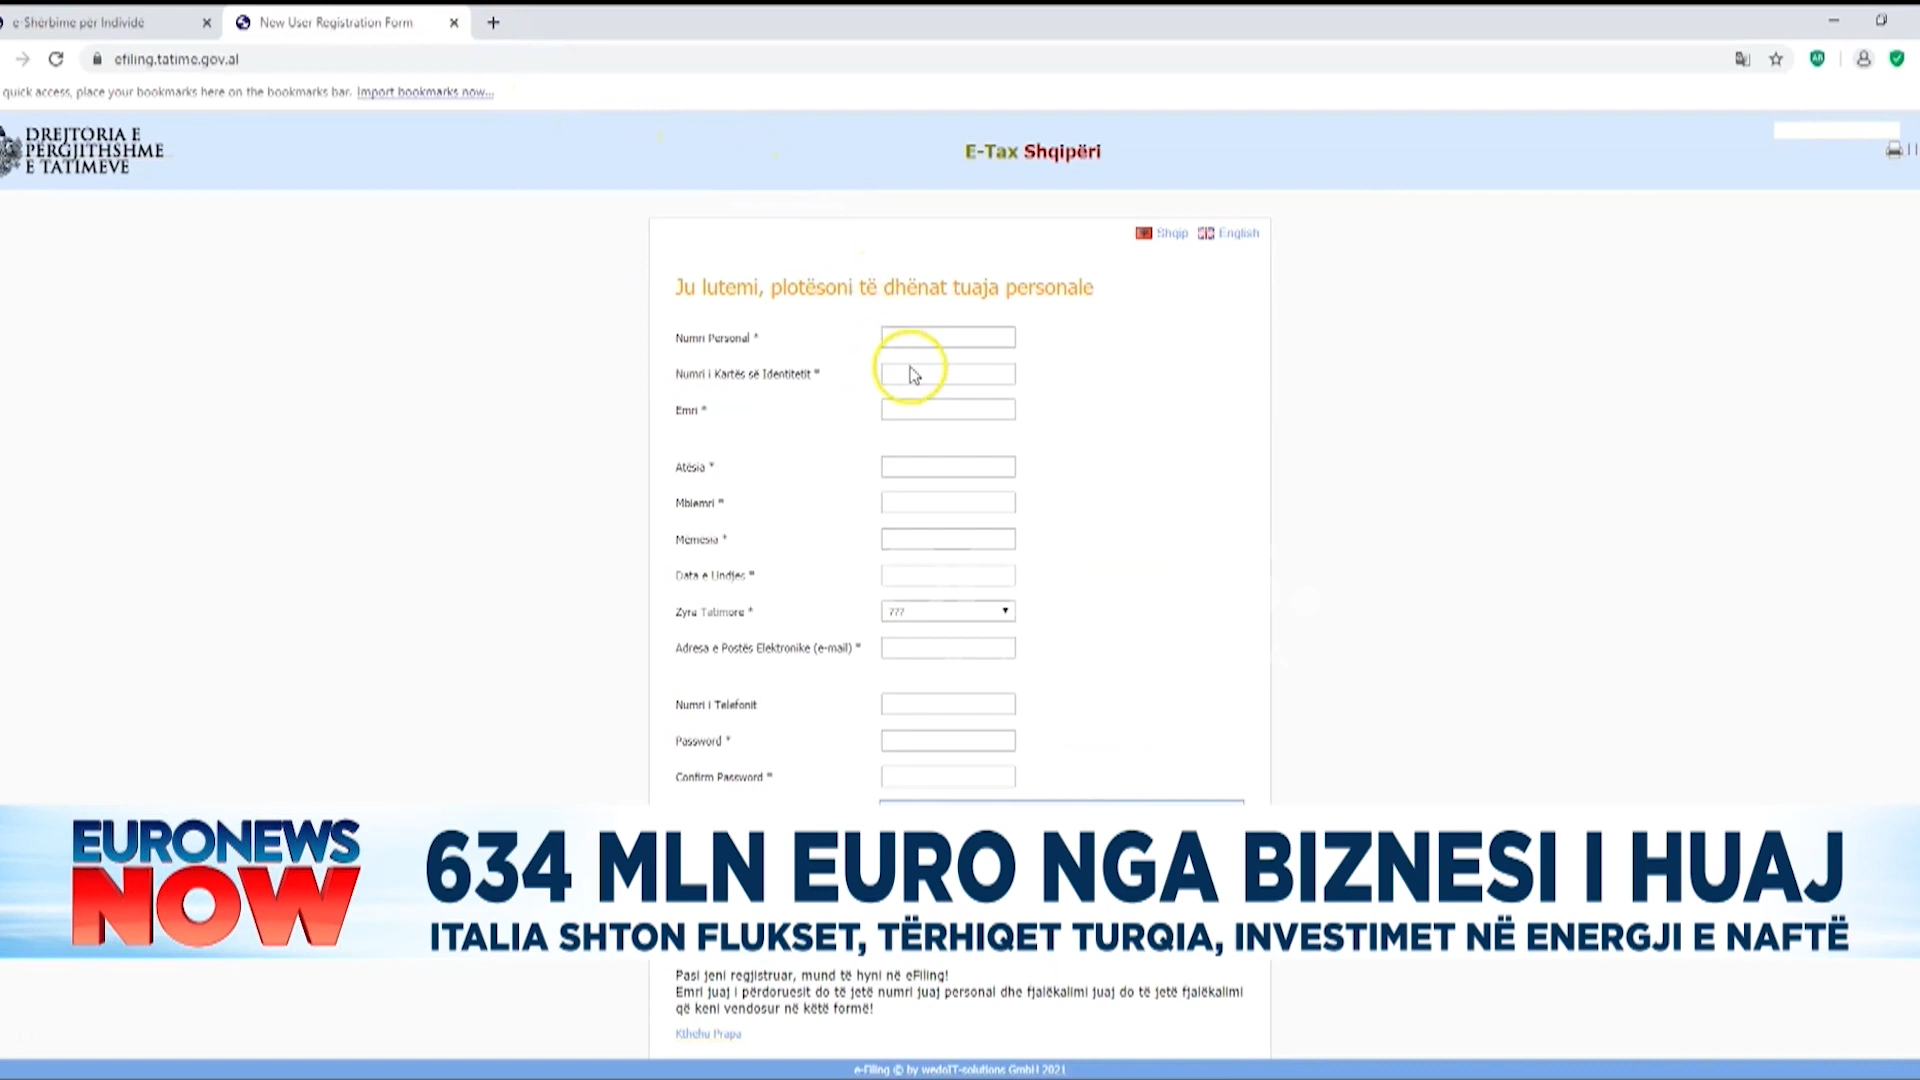 e-Shërbime për Individë
New User Registration Form
efiling.tatime.gov.al
quick access, place your bookmarks here on the bookmarks bar. Import bookmarks now...
DREJTORIA E
PËRGJITHSHME
E TATIMEVE
E-Tax Shqipëri
Shqip English
Ju lutemi, plotësoni të dhënat tuaja personale
Numri Personal *
Numri i Kartës së Identitetit *
Emri *
Atësia *
Mbiemri *
Mëmësia *
Data e Lindjes *
Zyra Tatimore * ???
Adresa e Postës Elektronike (e-mail) *
Numri i Telefonit
Password *
Confirm Password *
EURONEWS
NOW
634 MLN EURO NGA BIZNESI I HUAJ
ITALIA SHTON FLUKSET, TËRHIQET TURQIA, INVESTIMET NË ENERGJI E NAFTË
Pasi jeni regjistruar, mund të hyni në eFiling!
Emri juaj i përdoruesit do të jetë numri juaj personal dhe fjalëkalimi juaj do të jetë fjalëkalimi
që keni vendosur në këtë formë!
Kthehu Prapa
e-Filing © by wedoIT-solutions GmbH 2021